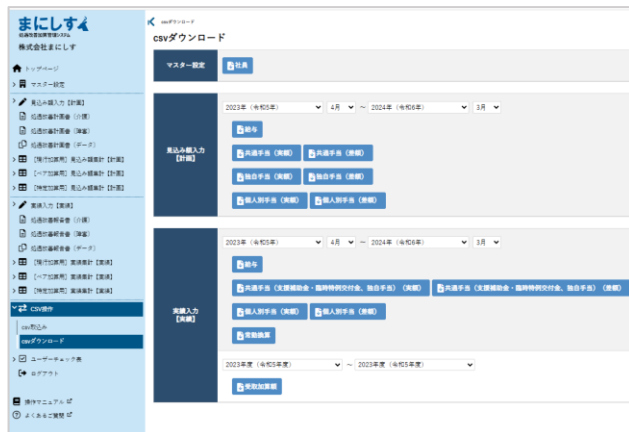 まにしす
処遇改善加算管理システム
株式会社まにしす
トップページ
マスター設定
見込み額入力【計画】
処遇改善計画書（介護）
処遇改善計画書（障害）
処遇改善計画書（データ）
【現行加算用】見込み額集計【計画】
【ベア加算用】見込み額集計【計画】
【特定加算用】見込み額集計【計画】
実績入力【実績】
処遇改善報告書（介護）
処遇改善報告書（障害）
処遇改善報告書（データ）
【現行加算用】実績集計【実績】
【ベア加算用】実績集計【実績】
【特定加算用】実績集計【実績】
CSV操作
csv取込み
csvダウンロード
ユーザーチェック表
ログアウト
操作マニュアル
よくあるご質問
csvダウンロード
csvダウンロード
マスター設定
社員
見込み額入力
【計画】
2023年（令和5年） 4月 ～ 2024年（令和6年） 3月
給与
共通手当（実額） 共通手当（差額）
独自手当（実額） 独自手当（差額）
個人別手当（実額） 個人別手当（差額）
実績入力
【実績】
2023年（令和5年） 4月 ～ 2024年（令和6年） 3月
給与
共通手当（支援補助金・臨時特例交付金、独自手当）（実額） 共通手当（支援補助金・臨時特例交付金、独自手当）（差額）
個人別手当（実額） 個人別手当（差額）
常勤換算
2023年度（令和5年度） ～ 2023年度（令和5年度）
受取加算額